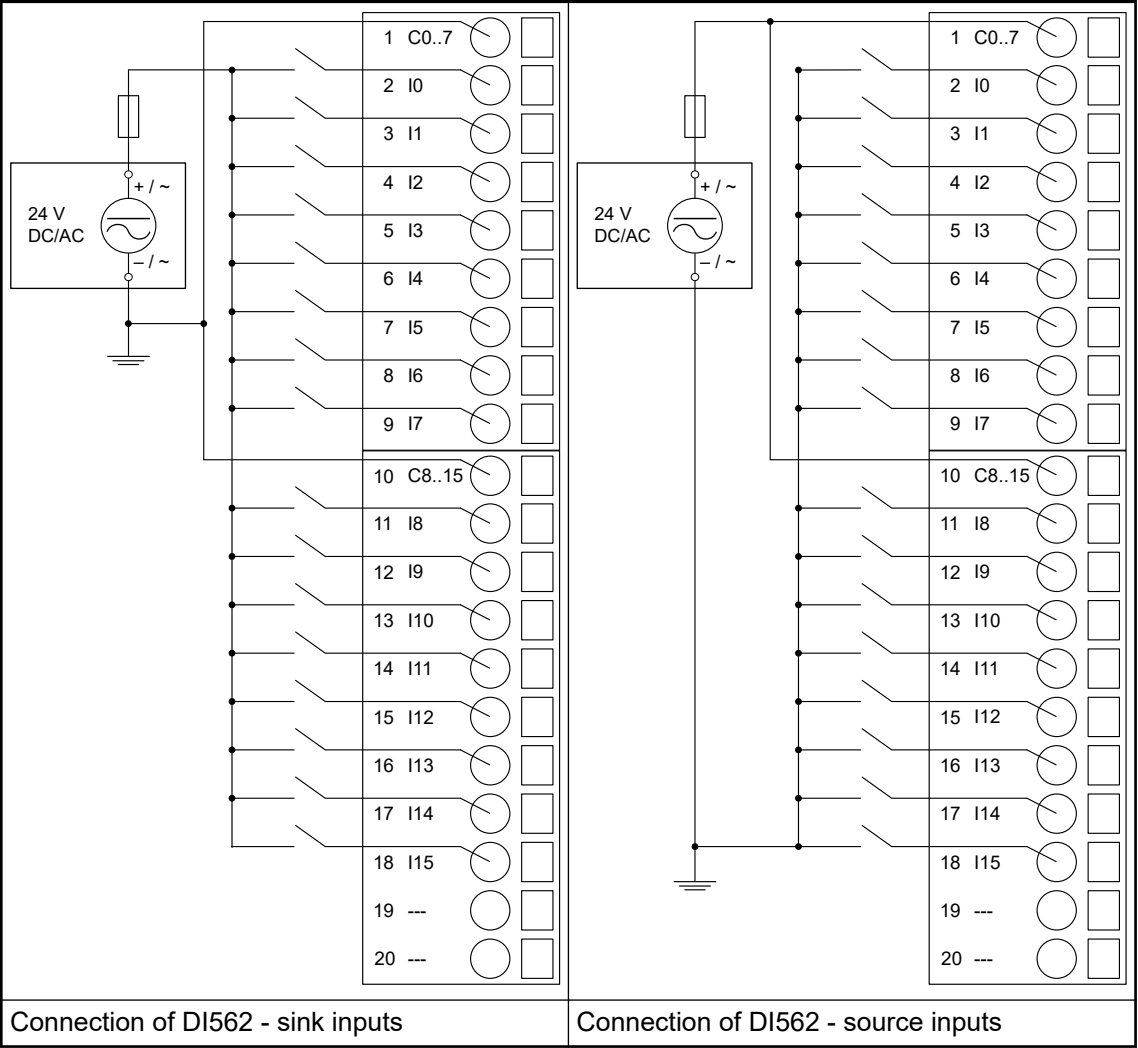 1 C0..7
2 I0
3 I1
4 I2
5 I3
6 I4
7 I5
8 I6
9 I7
10 C8..15
11 I8
12 I9
13 I10
14 I11
15 I12
16 I13
17 I14
18 I15
19 ---
20 ---
+ / ~
24 V
DC/AC
– / ~
Connection of DI562 - sink inputs
1 C0..7
2 I0
3 I1
4 I2
5 I3
6 I4
7 I5
8 I6
9 I7
10 C8..15
11 I8
12 I9
13 I10
14 I11
15 I12
16 I13
17 I14
18 I15
19 ---
20 ---
+ / ~
24 V
DC/AC
– / ~
Connection of DI562 - source inputs